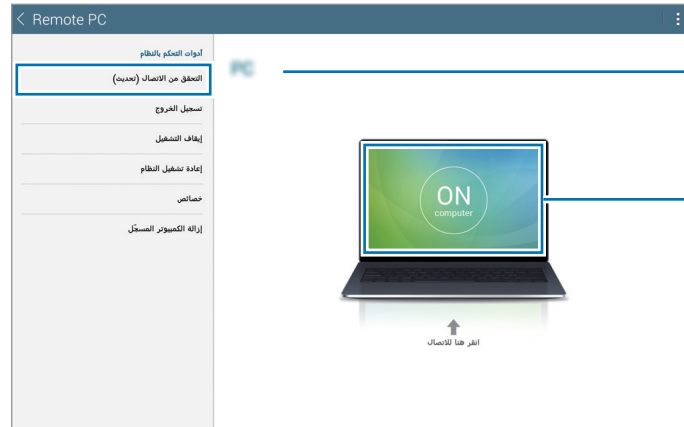 Remote PC
أدوات التحكم بالنظام
التحقق من الاتصال (تحديث)
تسجيل الخروج
إيقاف التشغيل
إعادة تشغيل النظام
خصائص
إزالة الكمبيوتر المسجّل
PC
ON
computer
انقر هنا للاتصال